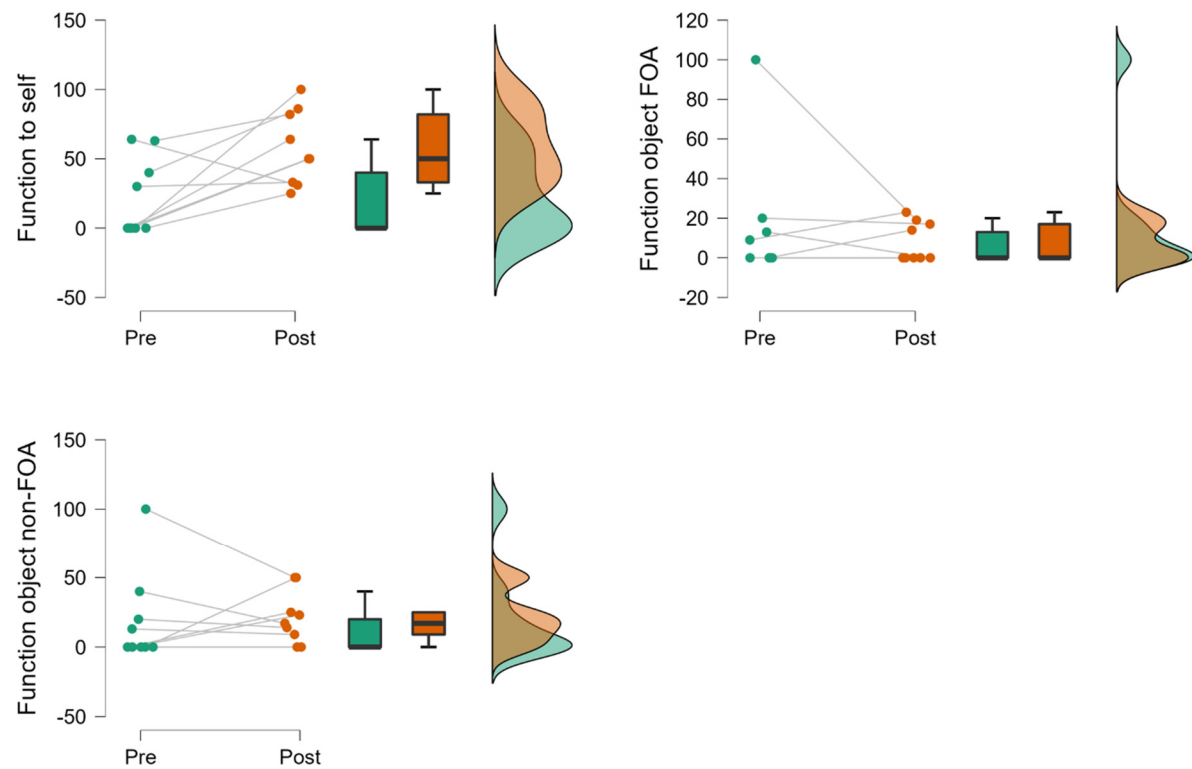 Function to self
150
100
50
0
-50
Pre
Post
Function object FOA
120
100
80
60
40
20
0
-20
Pre
Post
Function object non-FOA
150
100
50
0
-50
Pre
Post